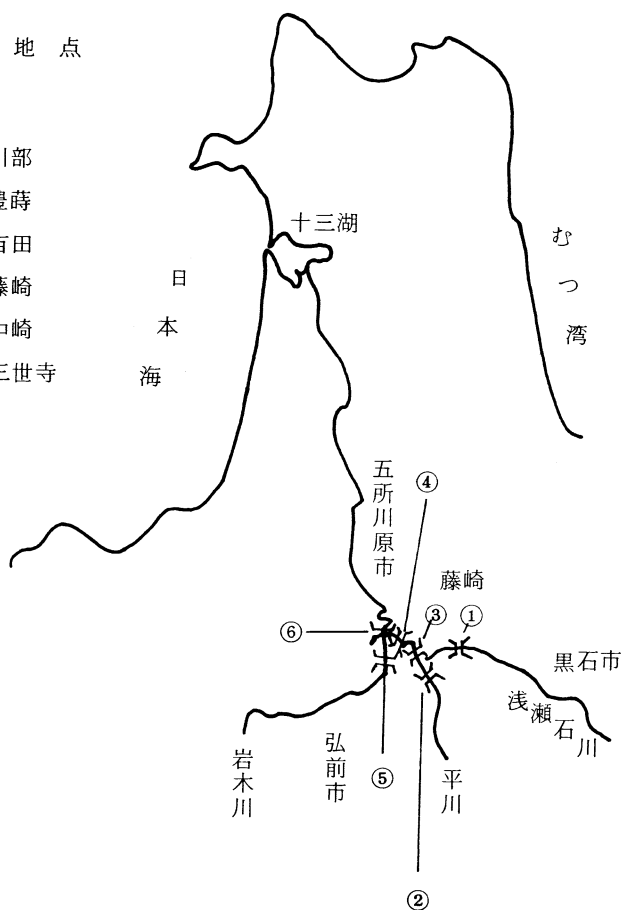 地点
部
蒔
百田
藤崎
中崎
三世寺
十三湖
日本海
むつ湾
五所川原市
④
藤崎
③
①
⑥
黒石市
浅瀬石川
岩木川
弘前市
⑤
平川
②